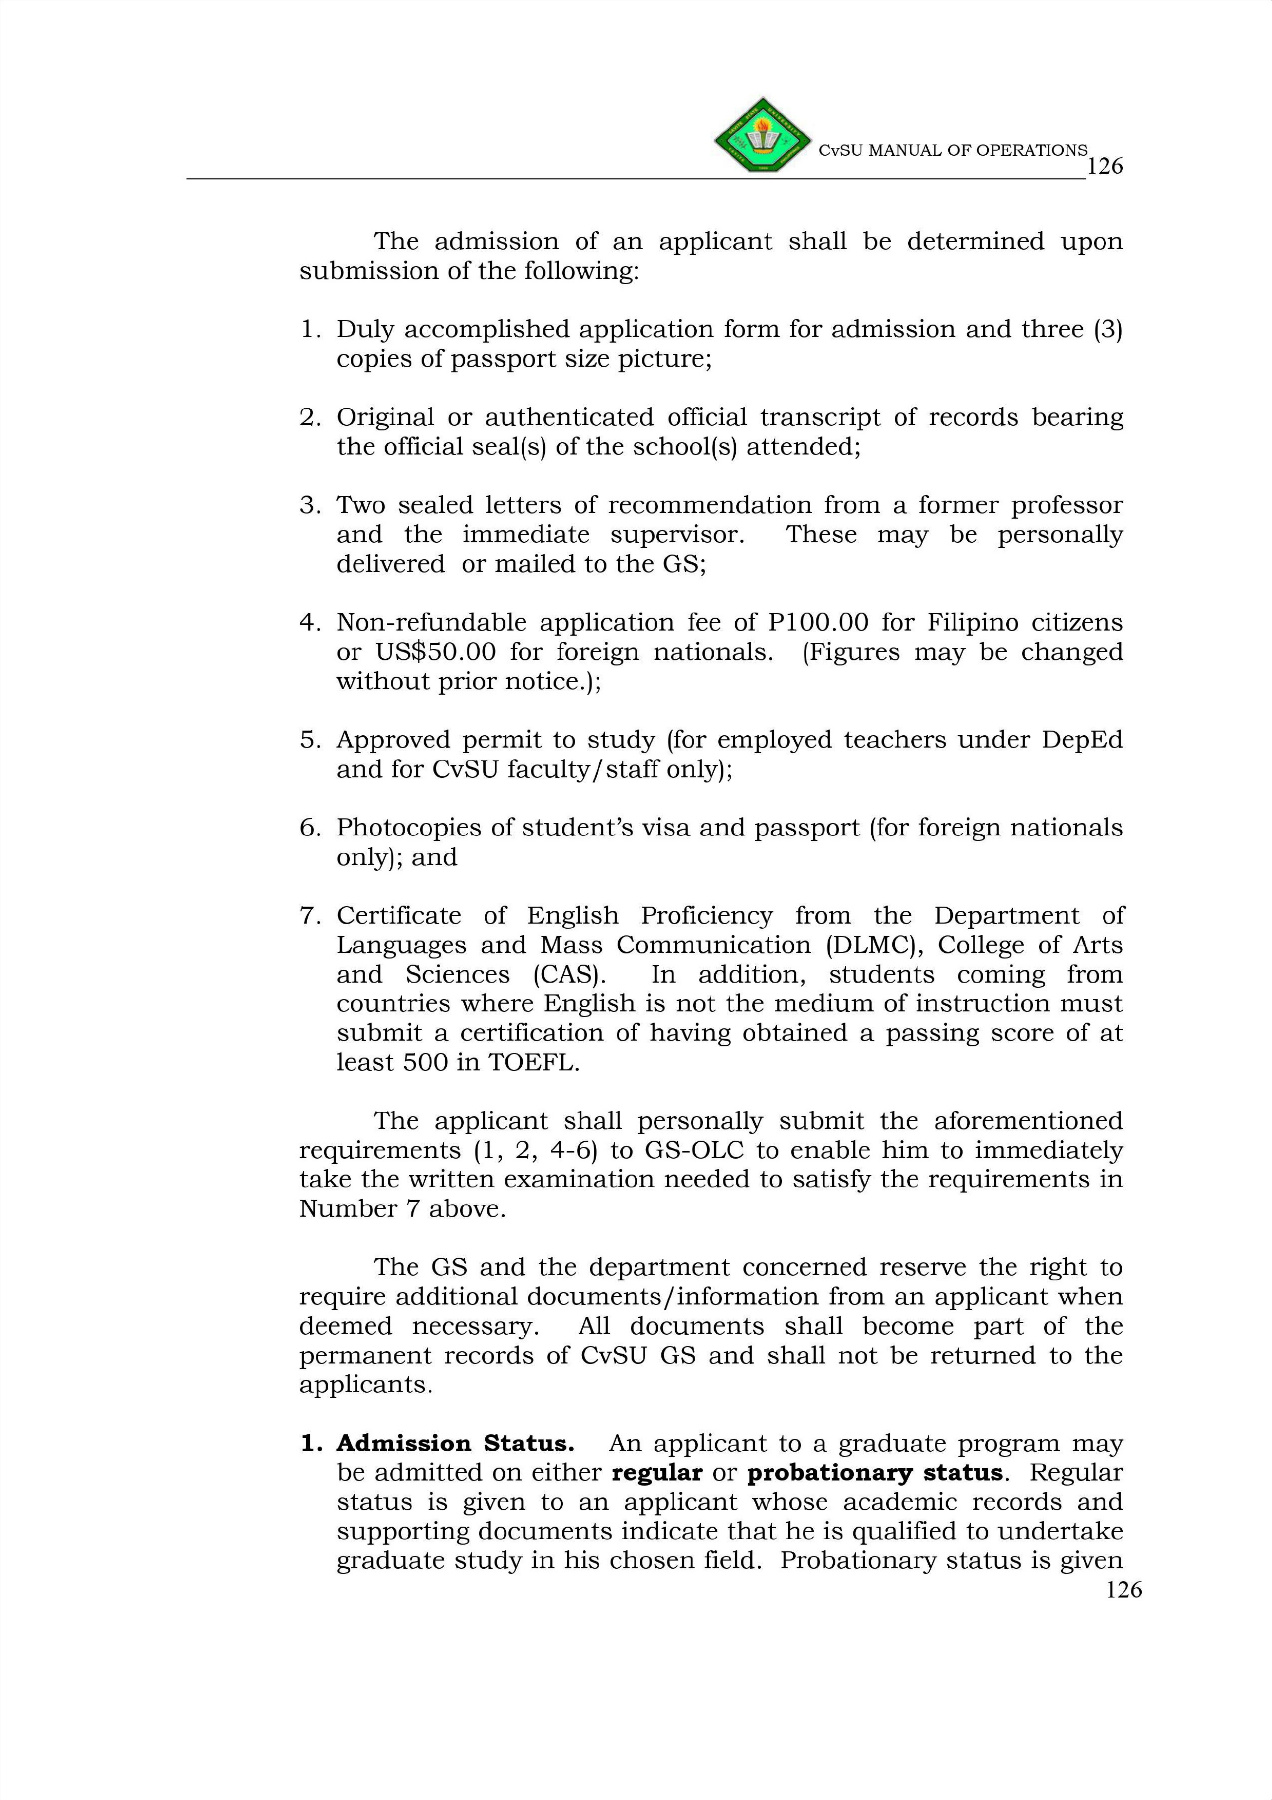 CvSU MANUAL OF OPERATIONS
126
The admission of an applicant shall be determined upon
submission of the following:
1. Duly accomplished application form for admission and three (3)
copies of passport size picture;
2. Original or authenticated official transcript of records bearing
the official seal(s) of the school(s) attended;
3. Two sealed letters of recommendation from a former professor
and the immediate supervisor. These may be personally
delivered or mailed to the GS;
4. Non-refundable application fee of P100.00 for Filipino citizens
or US$50.00 for foreign nationals. (Figures may be changed
without prior notice.);
5. Approved permit to study (for employed teachers under DepEd
and for CvSU faculty/staff only);
6. Photocopies of student’s visa and passport (for foreign nationals
only); and
7. Certificate of English Proficiency from the Department of
Languages and Mass Communication (DLMC), College of Arts
and Sciences (CAS). In addition, students coming from
countries where English is not the medium of instruction must
submit a certification of having obtained a passing score of at
least 500 in TOEFL.
The applicant shall personally submit the aforementioned
requirements (1, 2, 4-6) to GS-OLC to enable him to immediately
take the written examination needed to satisfy the requirements in
Number 7 above.
The GS and the department concerned reserve the right to
require additional documents/information from an applicant when
deemed necessary. All documents shall become part of the
permanent records of CvSU GS and shall not be returned to the
applicants.
1. Admission Status. An applicant to a graduate program may
be admitted on either regular or probationary status. Regular
status is given to an applicant whose academic records and
supporting documents indicate that he is qualified to undertake
graduate study in his chosen field. Probationary status is given
126